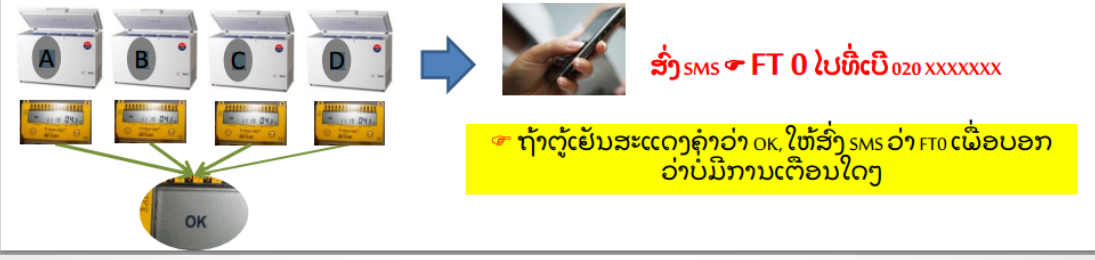 A B C D
ສົ່ງ SMS ☛ FT 0 ໄປທີ່ເບີ 020 XXXXXXX
☞ ຖ້າຕູ້ເຢັນສະແດງຄຳວ່າ OK, ໃຫ້ສົ່ງ SMS ວ່າ FT0 ເພື່ອບອກ
ວ່າບໍ່ມີການເຕືອນໃດໆ
OK